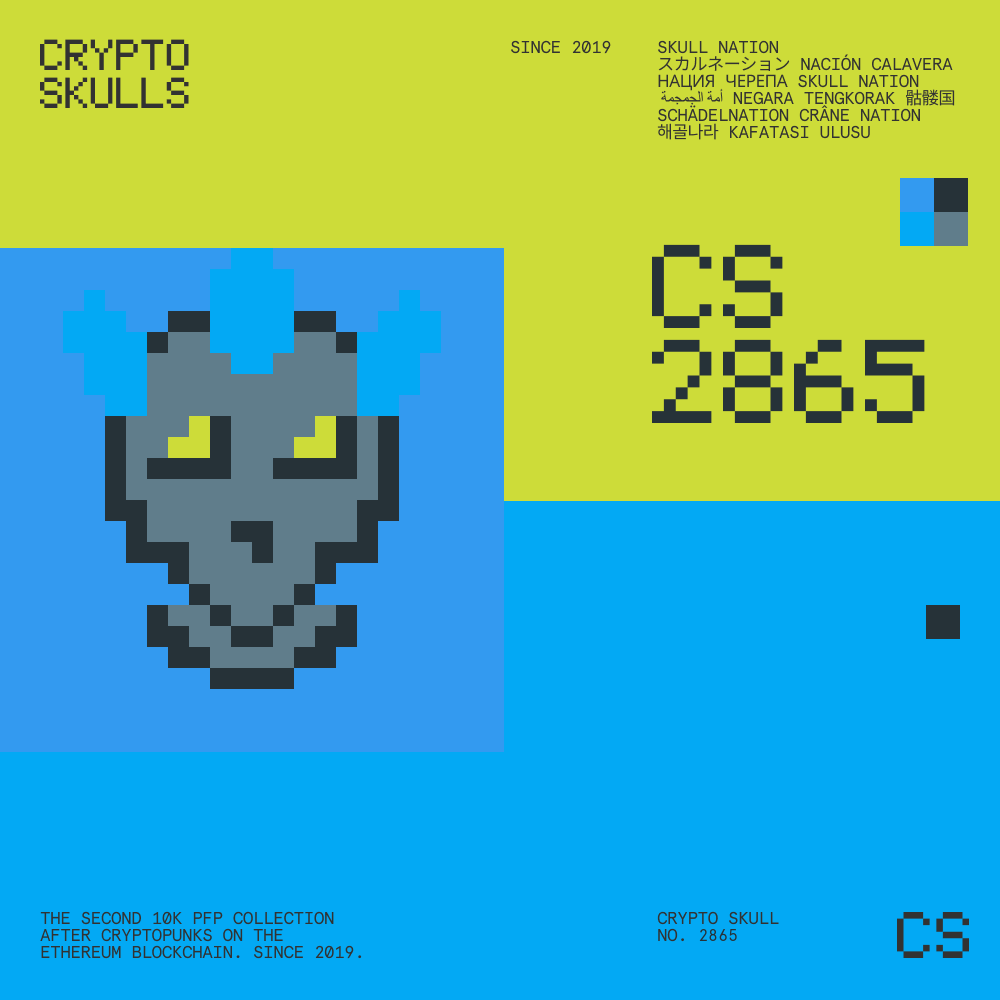 CRYPTO
SKULLS
SINCE 2019
SKULL NATION
スカルネーション NACIÓN CALAVERA
НАЦИЯ ЧЕРЕПА SKULL NATION
أمة الجمجمة NEGARA TENGKORAK 骷髅国
SCHÄDELNATION CRÂNE NATION
해골나라 KAFATASI ULUSU
CS
2865
THE SECOND 10K PFP COLLECTION
AFTER CRYPTOPUNKS ON THE
ETHEREUM BLOCKCHAIN. SINCE 2019.
CRYPTO SKULL
NO. 2865
CS